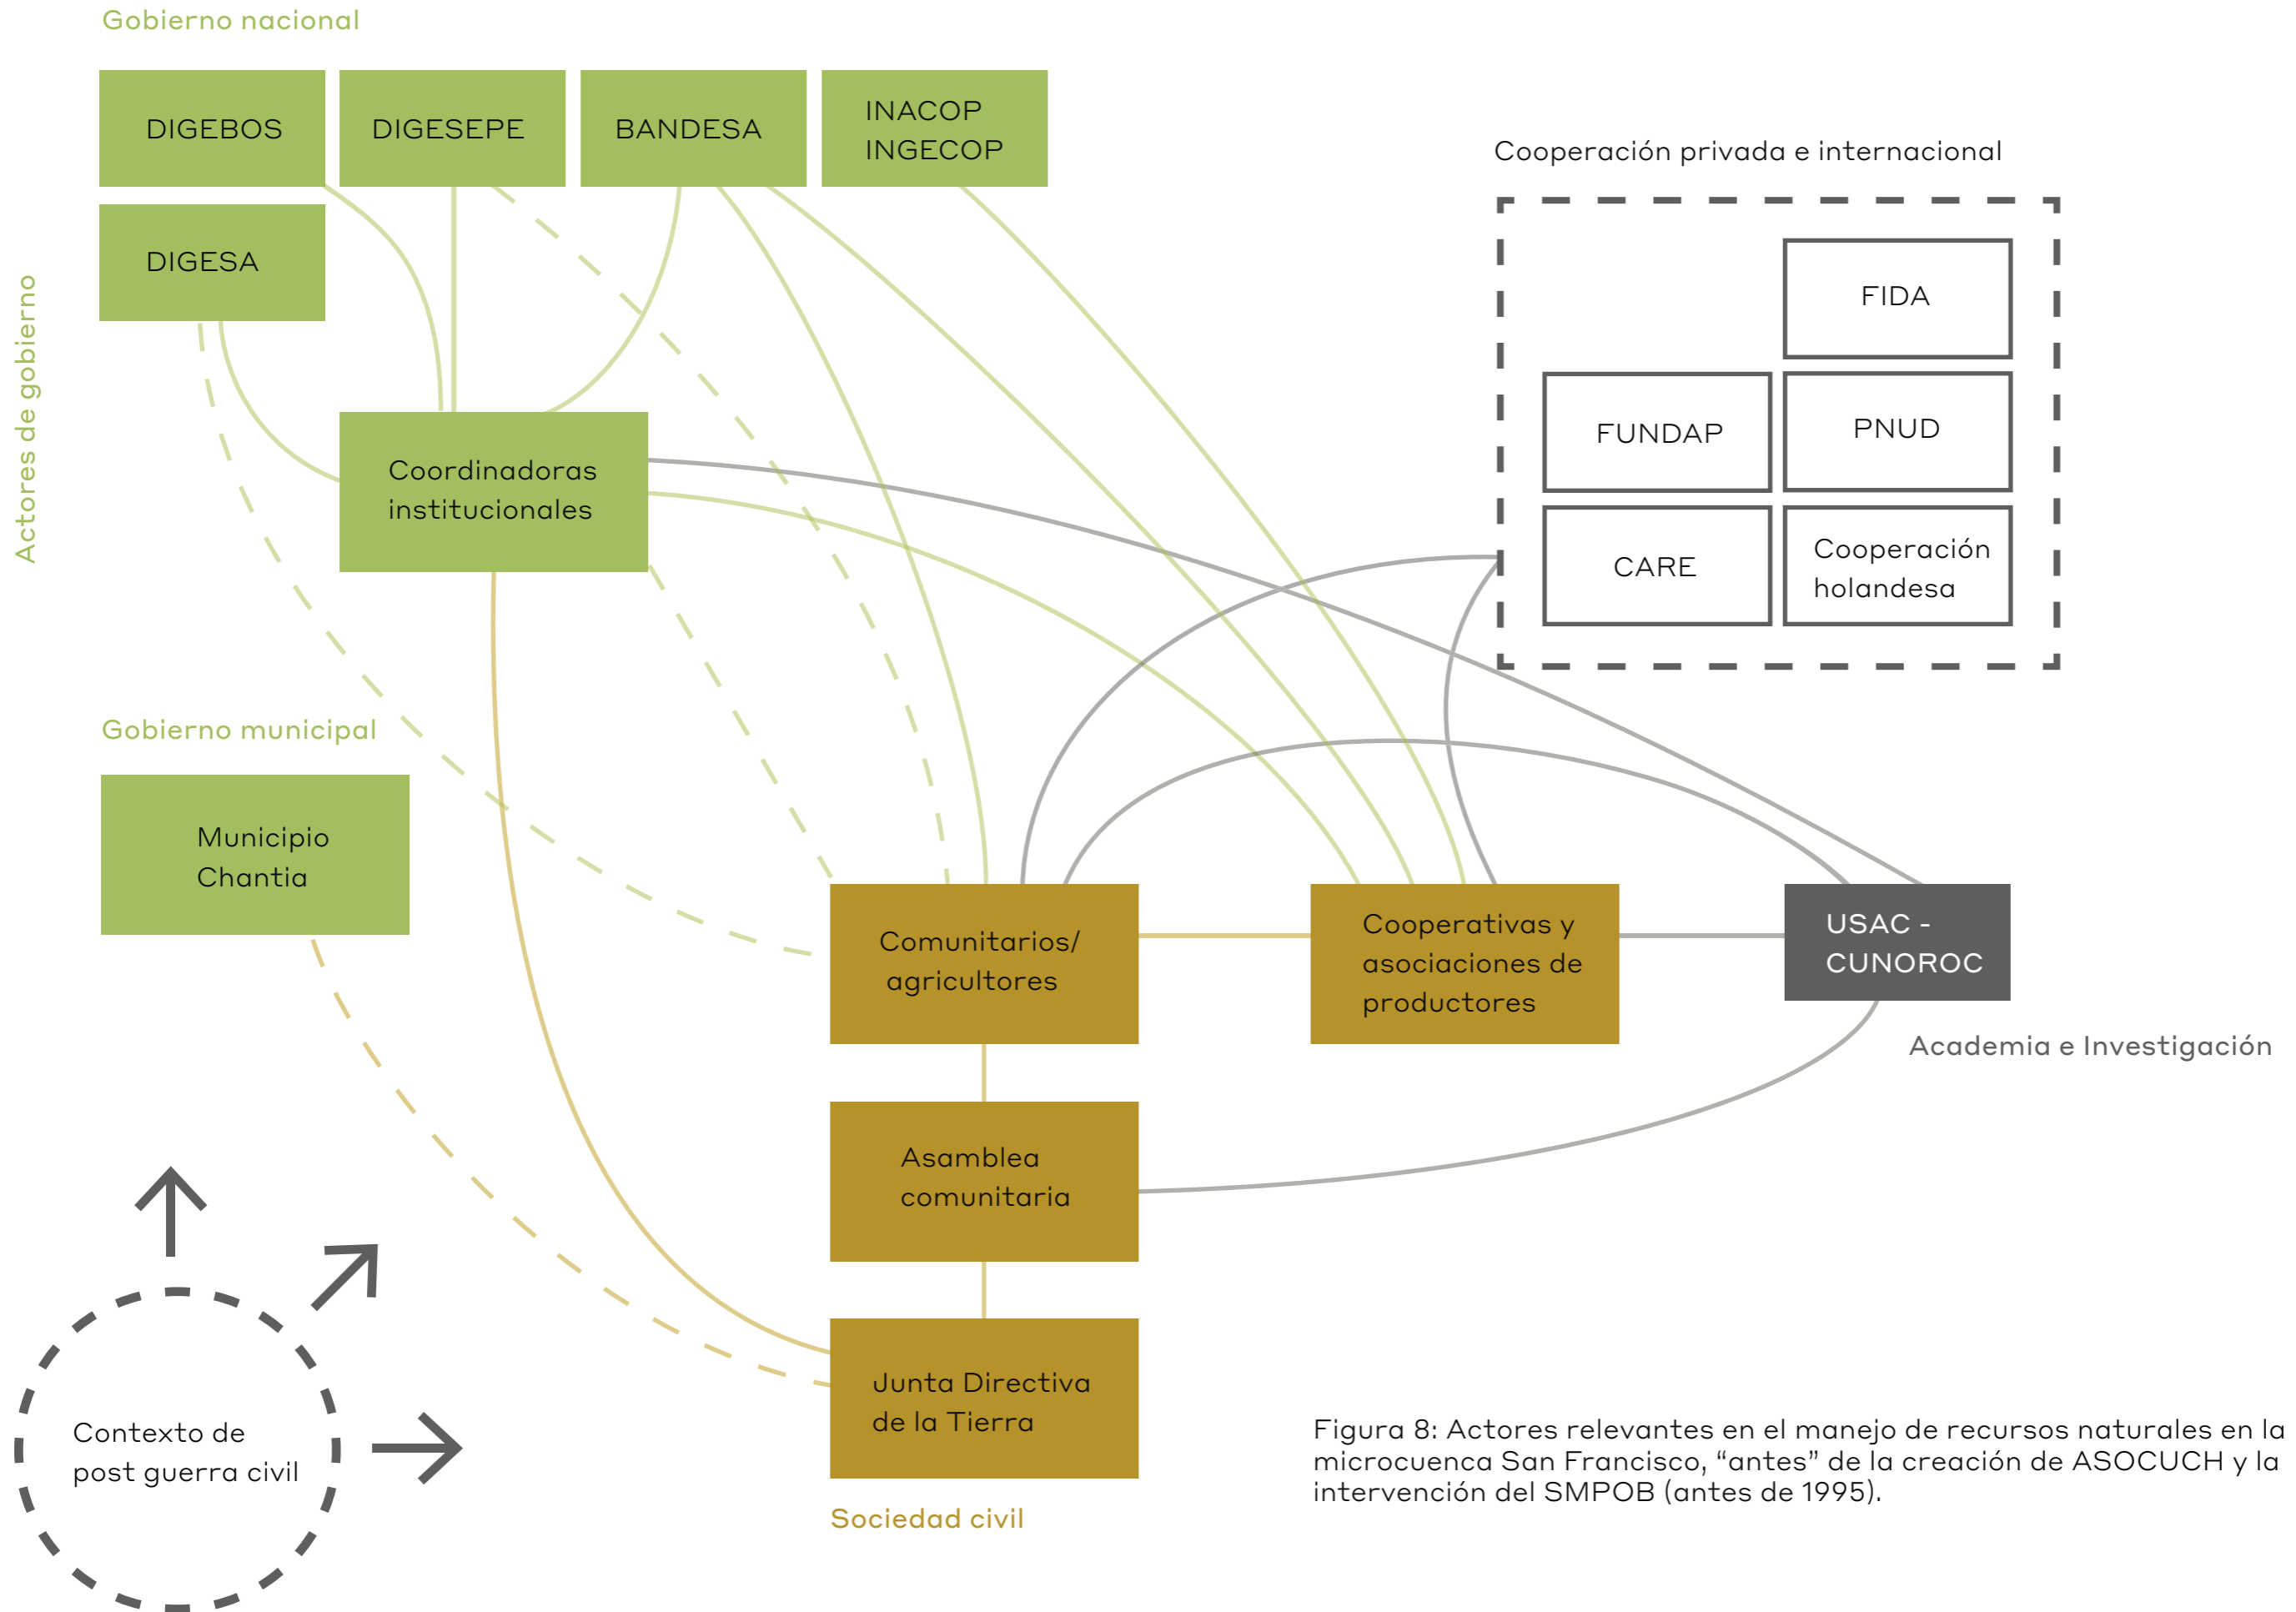 Gobierno nacional
DIGEBOS
DIGESEPE
BANDESA
INACOP
INGECOP
DIGESA
Actores de gobierno
Coordinadoras
institucionales
Cooperación privada e internacional
FIDA
FUNDAP
PNUD
CARE
Cooperación
holandesa
Gobierno municipal
Municipio
Chantia
Comunitarios/
agricultores
Cooperativas y
asociaciones de
productores
USAC -
CUNOROC
Academia e Investigación
Asamblea
comunitaria
Junta Directiva
de la Tierra
Sociedad civil
Contexto de
post guerra civil
Figura 8: Actores relevantes en el manejo de recursos naturales en la
microcuenca San Francisco, “antes” de la creación de ASOCUCH y la
intervención del SMPOB (antes de 1995).